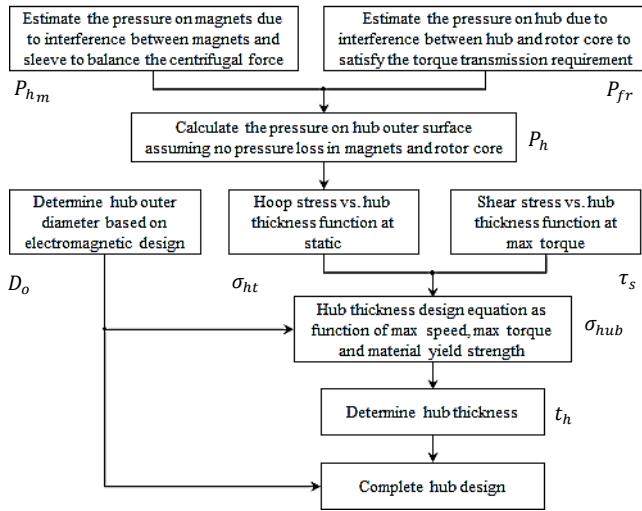 Estimate the pressure on magnets due
to interference between magnets and
sleeve to balance the centrifugal force
Estimate the pressure on hub due to
interference between hub and rotor core to
satisfy the torque transmission requirement
P_{h_m}
P_{fr}
Calculate the pressure on hub outer surface
assuming no pressure loss in magnets and rotor core
P_h
Determine hub outer
diameter based on
electromagnetic design
Hoop stress vs. hub
thickness function at
static
Shear stress vs. hub
thickness function at
max torque
D_o
σ_{ht}
τ_s
Hub thickness design equation as
function of max speed, max torque
and material yield strength
σ_{hub}
Determine hub thickness
t_h
Complete hub design